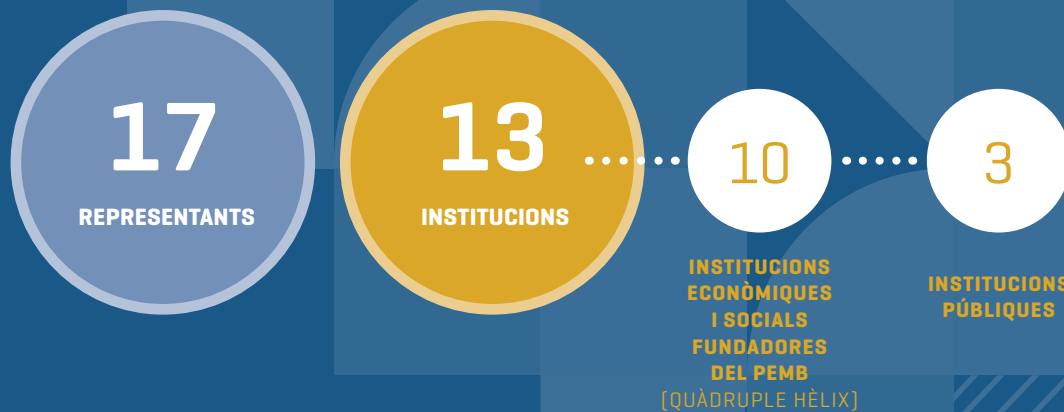 17
REPRESENTANTS
13
INSTITUCIONS
10
INSTITUCIONS
ECONÒMIQUES
I SOCIALS
FUNDADORES
DEL PEMB
(QUÀDRUPLE HÈLIX)
3
INSTITUCIONS
PÚBLIQUES